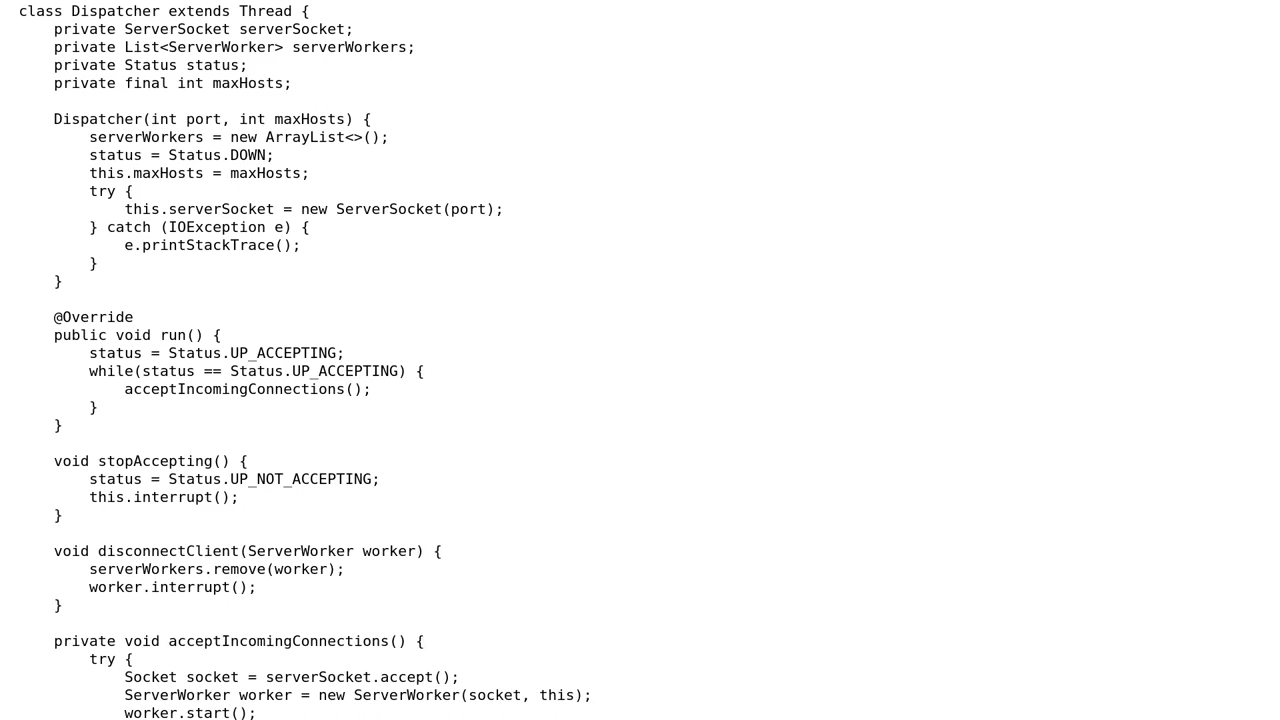 class Dispatcher extends Thread {
    private ServerSocket serverSocket;
    private List<ServerWorker> serverWorkers;
    private Status status;
    private final int maxHosts;

    Dispatcher(int port, int maxHosts) {
        serverWorkers = new ArrayList<>();
        status = Status.DOWN;
        this.maxHosts = maxHosts;
        try {
            this.serverSocket = new ServerSocket(port);
        } catch (IOException e) {
            e.printStackTrace();
        }
    }

    @Override
    public void run() {
        status = Status.UP_ACCEPTING;
        while(status == Status.UP_ACCEPTING) {
            acceptIncomingConnections();
        }
    }

    void stopAccepting() {
        status = Status.UP_NOT_ACCEPTING;
        this.interrupt();
    }

    void disconnectClient(ServerWorker worker) {
        serverWorkers.remove(worker);
        worker.interrupt();
    }

    private void acceptIncomingConnections() {
        try {
            Socket socket = serverSocket.accept();
            ServerWorker worker = new ServerWorker(socket, this);
            worker.start();